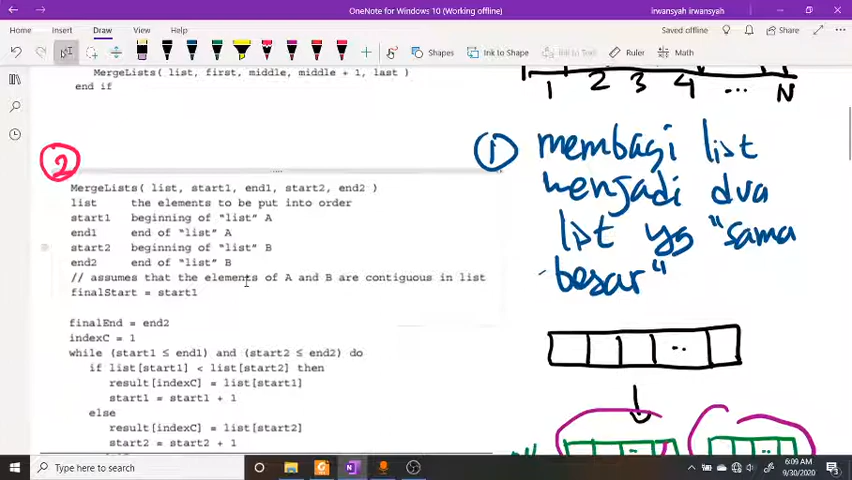 OneNote for Windows 10 (Working offline)
irwansyah irwansyah
Home
Insert
Draw
View
Help
Saved offline
Share
Shapes
Ink to Shape
Ink to Text
Ruler
Math
MergeLists( list, first, middle, middle + 1, last )
end if
1 2 3 4 ... N
2
MergeLists( list, start1, end1, start2, end2 )
list the elements to be put into order
start1 beginning of “list” A
end1 end of “list” A
start2 beginning of “list” B
end2 end of “list” B
// assumes that the elements of A and B are contiguous in list
finalStart = start1
finalEnd = end2
indexC = 1
while (start1 ≤ end1) and (start2 ≤ end2) do
if list[start1] < list[start2] then
result[indexC] = list[start1]
start1 = start1 + 1
else
result[indexC] = list[start2]
start2 = start2 + 1
1 membagi list
menjadi dua
list yg "sama
besar"
Type here to search
6:09 AM
9/30/2020